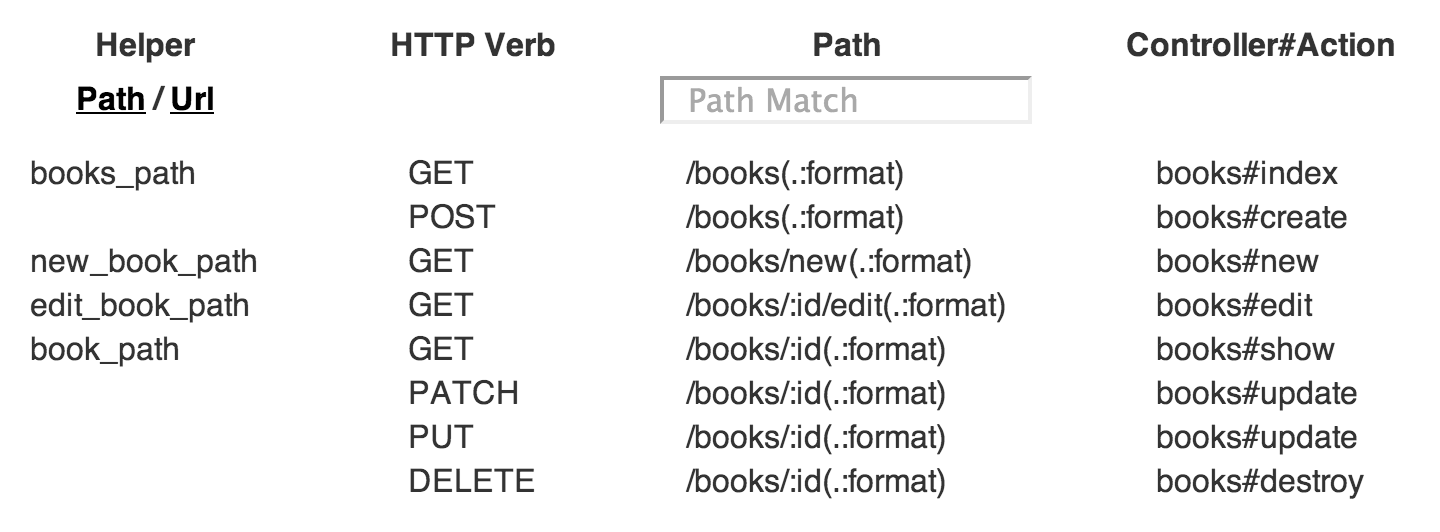 Helper HTTP Verb Path Controller#Action
Path / Url Path Match
books_path GET /books(.:format) books#index
POST /books(.:format) books#create
new_book_path GET /books/new(.:format) books#new
edit_book_path GET /books/:id/edit(.:format) books#edit
book_path GET /books/:id(.:format) books#show
PATCH /books/:id(.:format) books#update
PUT /books/:id(.:format) books#update
DELETE /books/:id(.:format) books#destroy